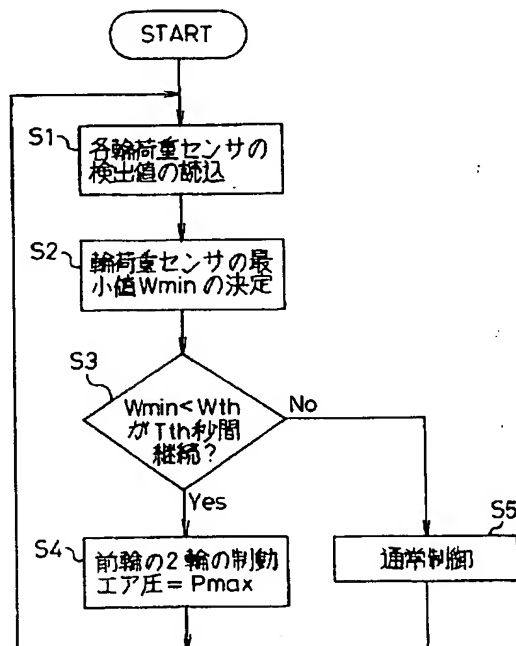 START
S1
各輪荷重センサの
検出値の読込
S2
輪荷重センサの最
小値Wminの決定
S3
Wmin<Wth
がTth秒間
継続?
No
Yes
S4
前輪の2輪の制動
エア圧=Pmax
S5
通常制御